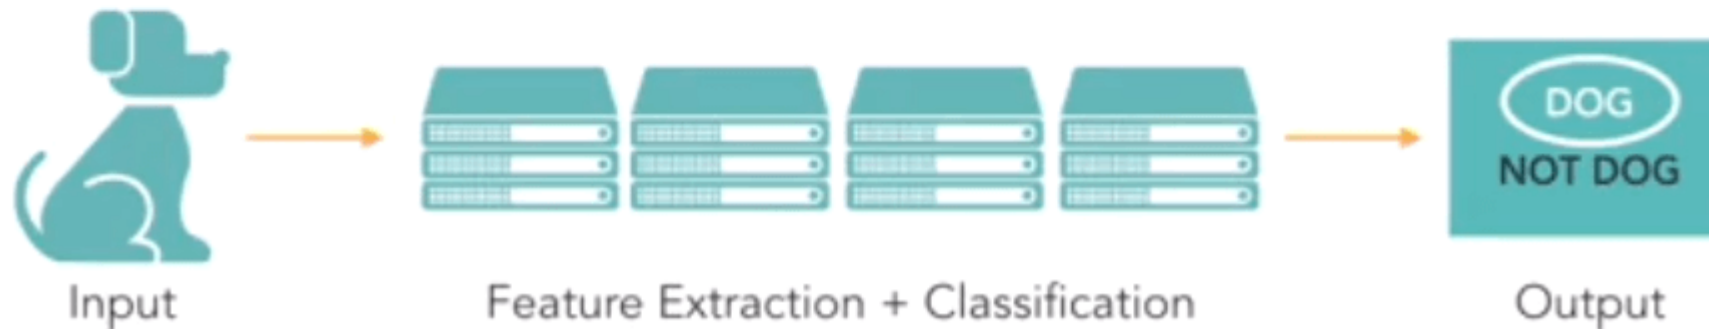 DOG
NOT DOG
Input
Feature Extraction + Classification
Output